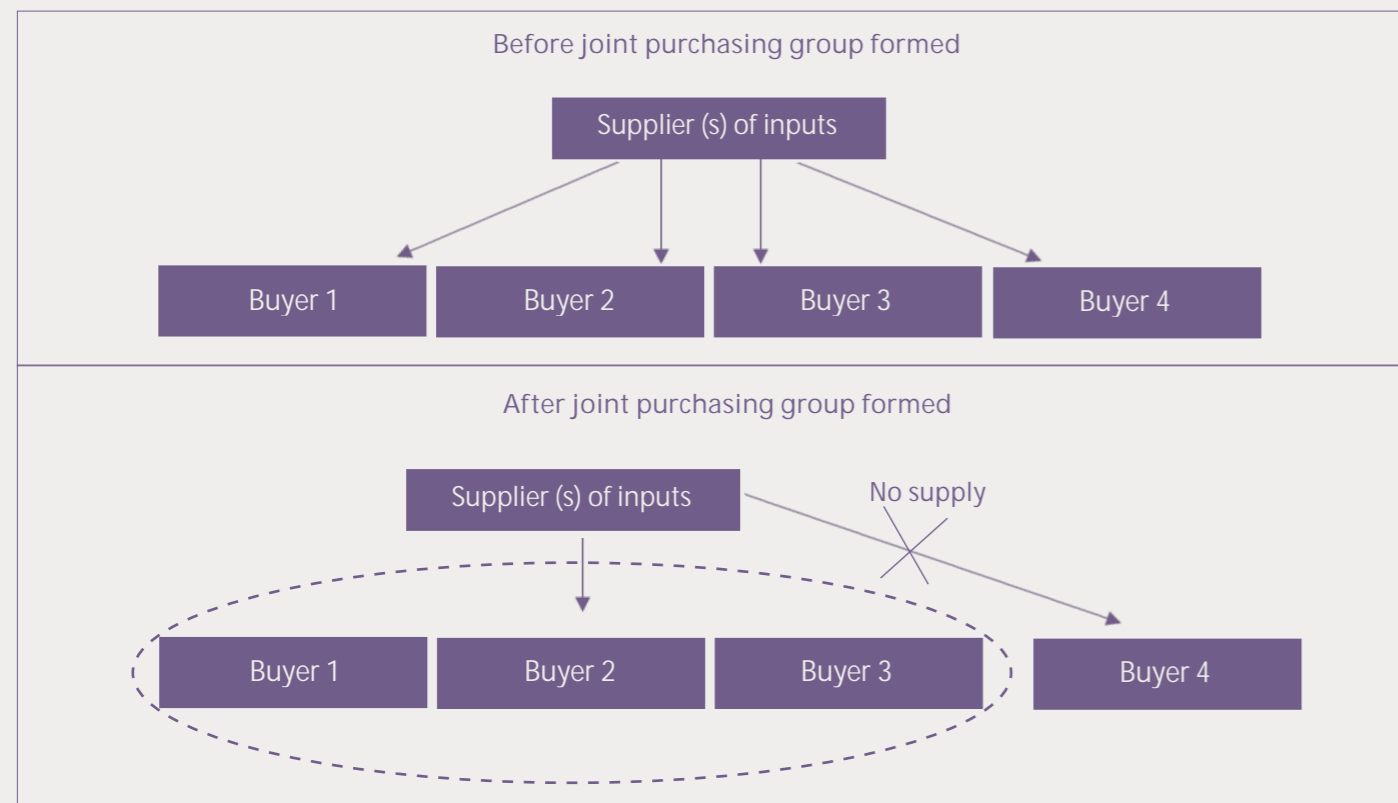 Before joint purchasing group formed
Supplier (s) of inputs
Buyer 1
Buyer 2
Buyer 3
Buyer 4
After joint purchasing group formed
Supplier (s) of inputs
No supply
Buyer 1
Buyer 2
Buyer 3
Buyer 4